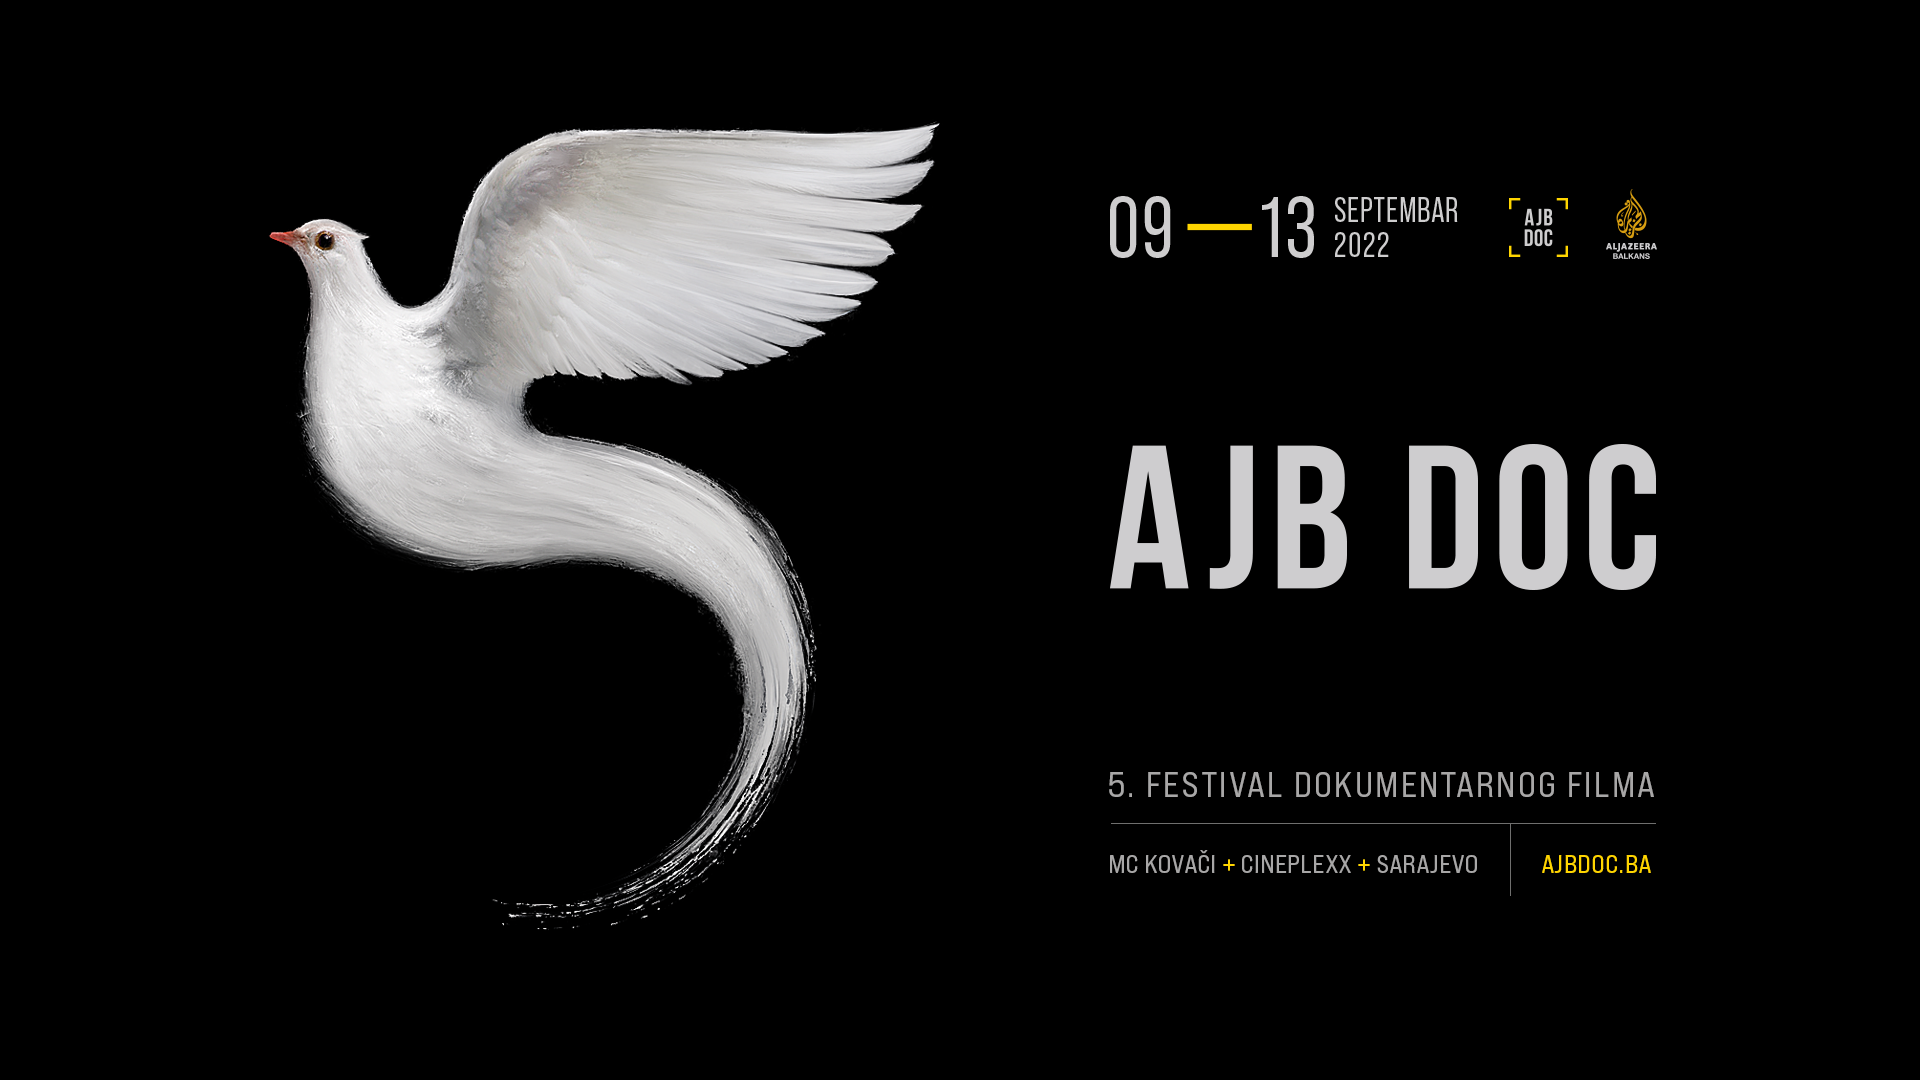 09 — 13 SEPTEMBAR
2022
AJB
DOC
ALJAZEERA
BALKANS
AJB DOC
5. FESTIVAL DOKUMENTARNOG FILMA
MC KOVAČI + CINEPLEXX + SARAJEVO
AJBDOC.BA